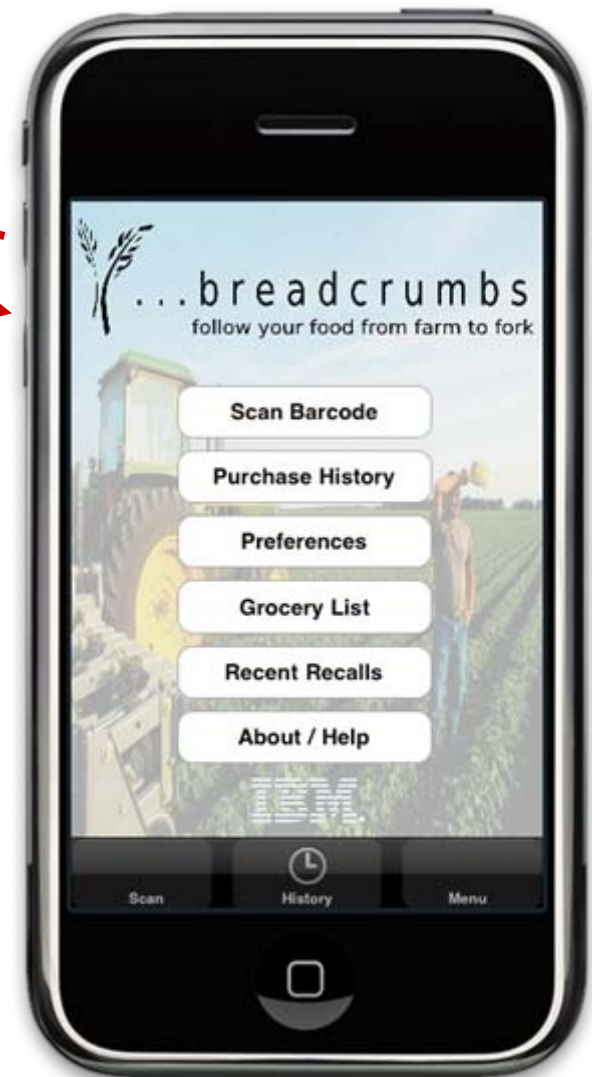 ...breadcrumbs
follow your food from farm to fork
Scan Barcode
Purchase History
Preferences
Grocery List
Recent Recalls
About / Help
IBM.
Scan History Menu